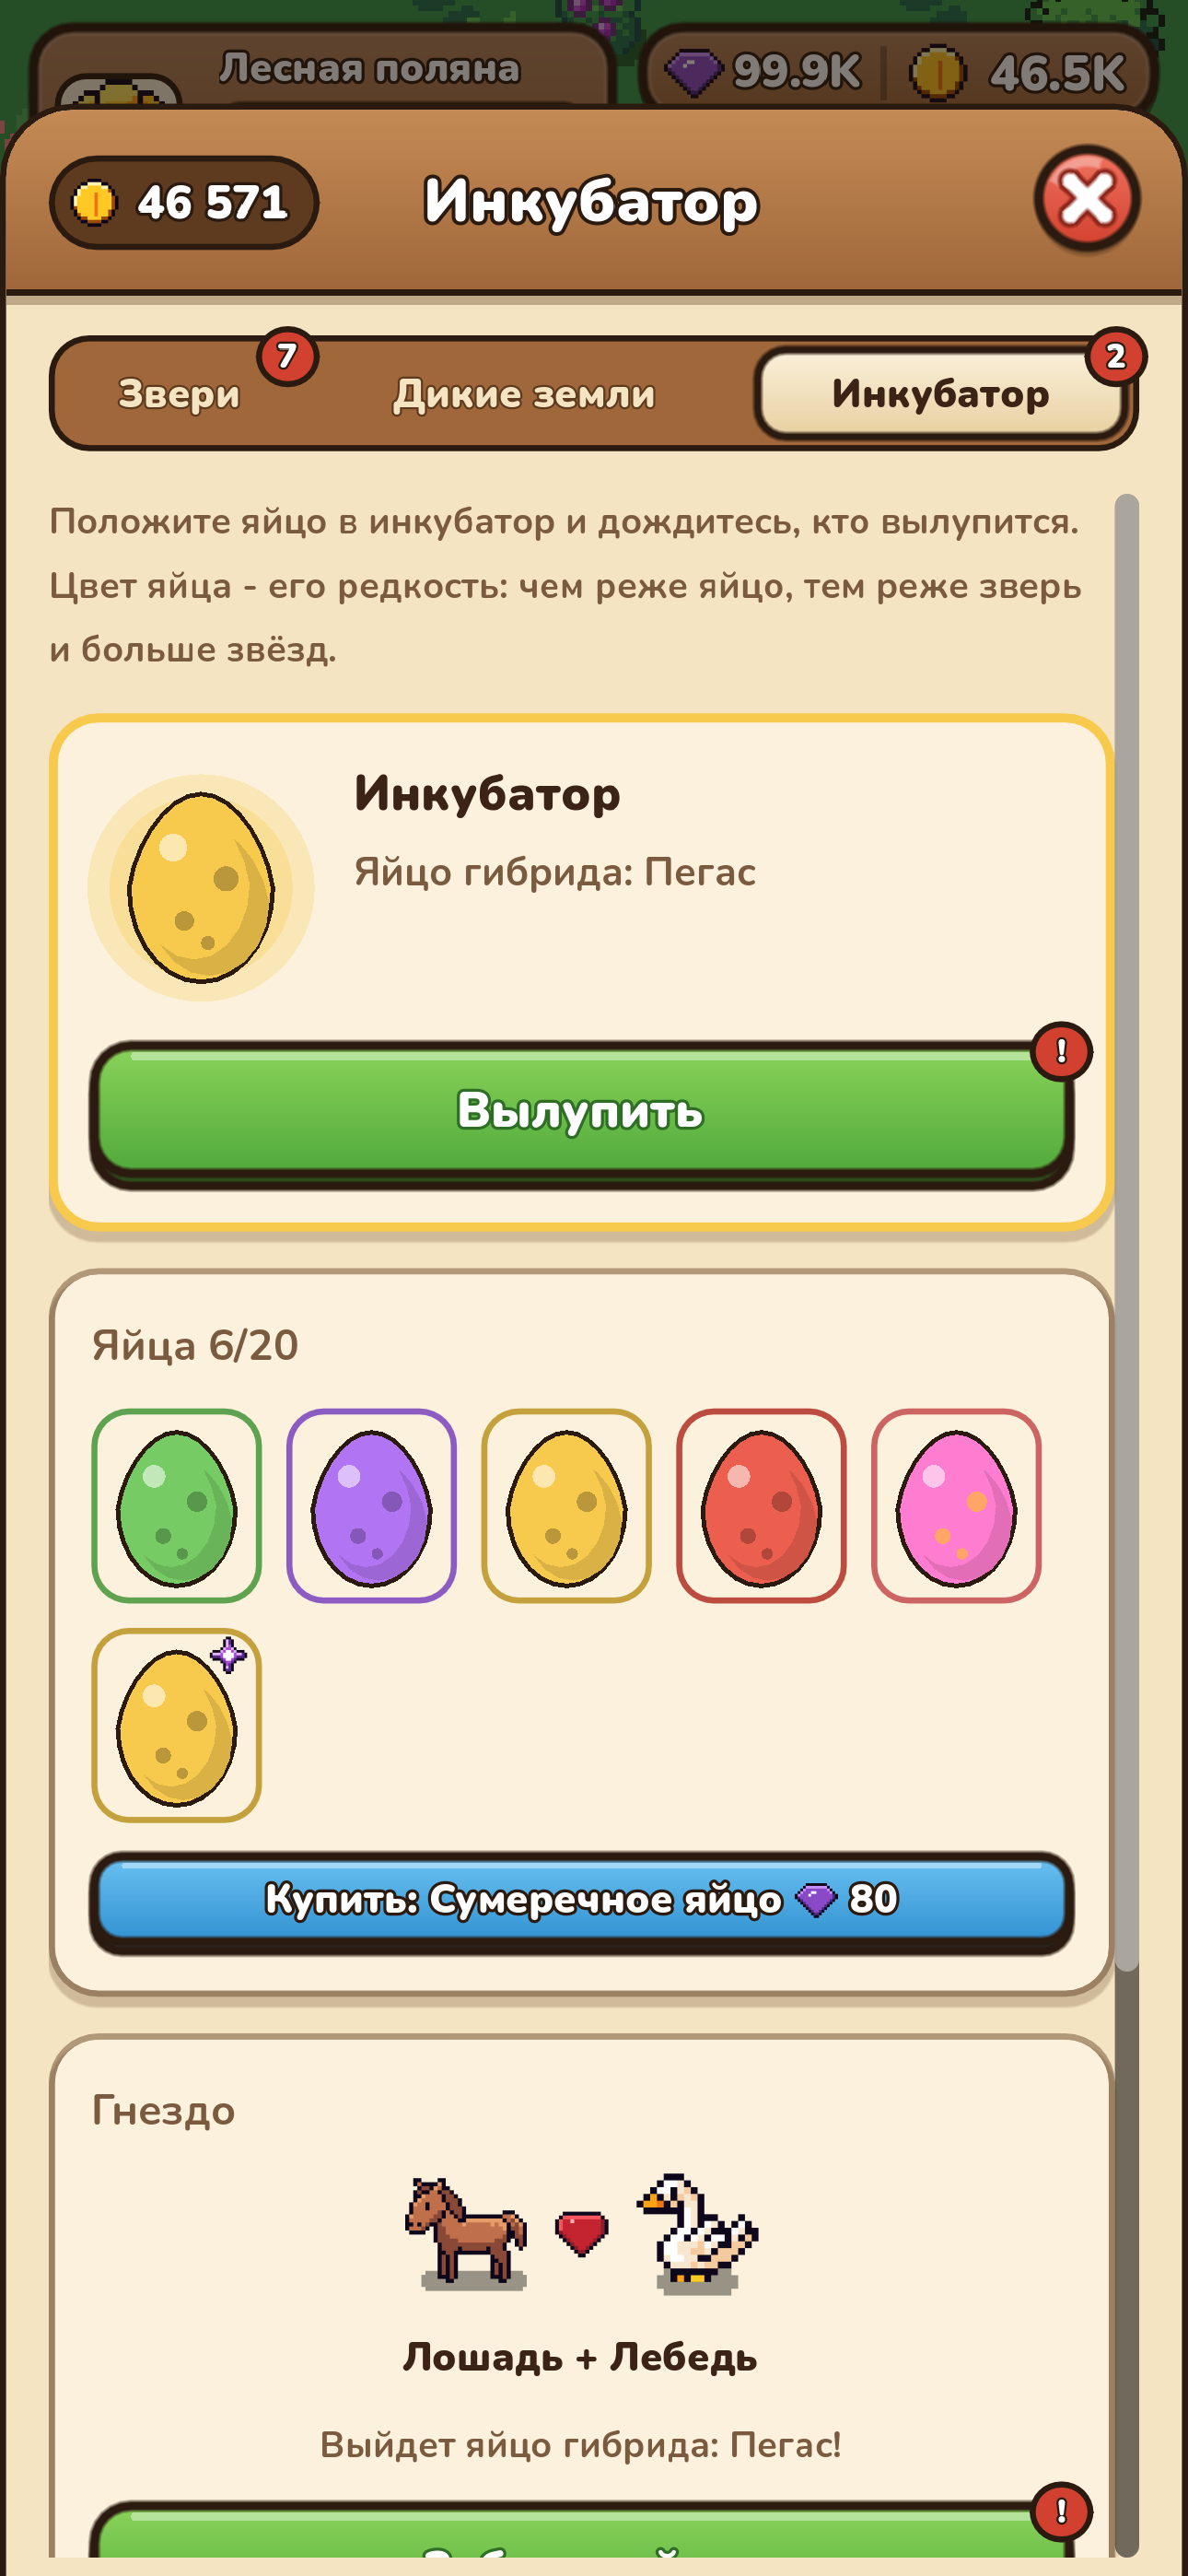 Лесная поляна
99.9K
46.5K
46 571
Инкубатор
7
2
Звери
Дикие земли
Инкубатор
Положите яйцо в инкубатор и дождитесь, кто вылупится.
Цвет яйца - его редкость: чем реже яйцо, тем реже зверь
и больше звёзд.
Инкубатор
Яйцо гибрида: Пегас
!
Вылупить
Яйца 6/20
Купить: Сумеречное яйцо 80
Гнездо
Лошадь + Лебедь
Выйдет яйцо гибрида: Пегас!
!